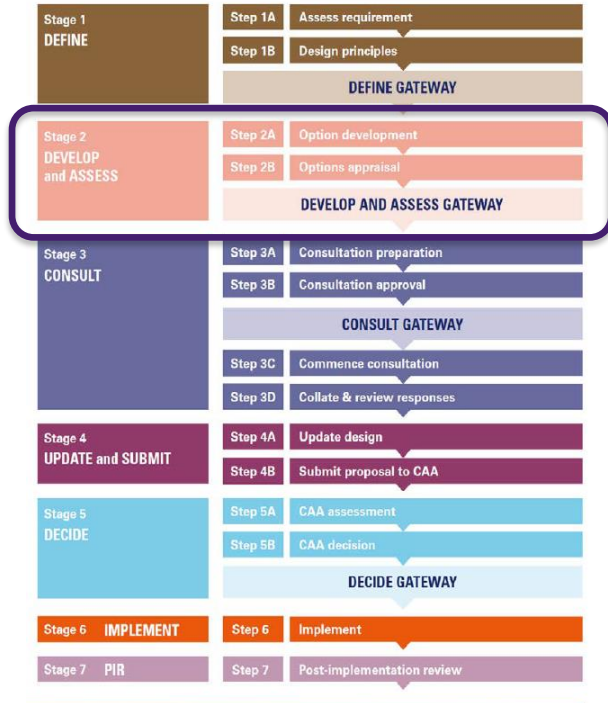 Stage 1
DEFINE
Step 1A Assess requirement
Step 1B Design principles
DEFINE GATEWAY
Stage 2
DEVELOP
and ASSESS
Step 2A Option development
Step 2B Options appraisal
DEVELOP AND ASSESS GATEWAY
Stage 3
CONSULT
Step 3A Consultation preparation
Step 3B Consultation approval
CONSULT GATEWAY
Step 3C Commence consultation
Step 3D Collate & review responses
Stage 4
UPDATE and SUBMIT
Step 4A Update design
Step 4B Submit proposal to CAA
Stage 5
DECIDE
Step 5A CAA assessment
Step 5B CAA decision
DECIDE GATEWAY
Stage 6 IMPLEMENT Step 6 Implement
Stage 7 PIR Step 7 Post-implementation review